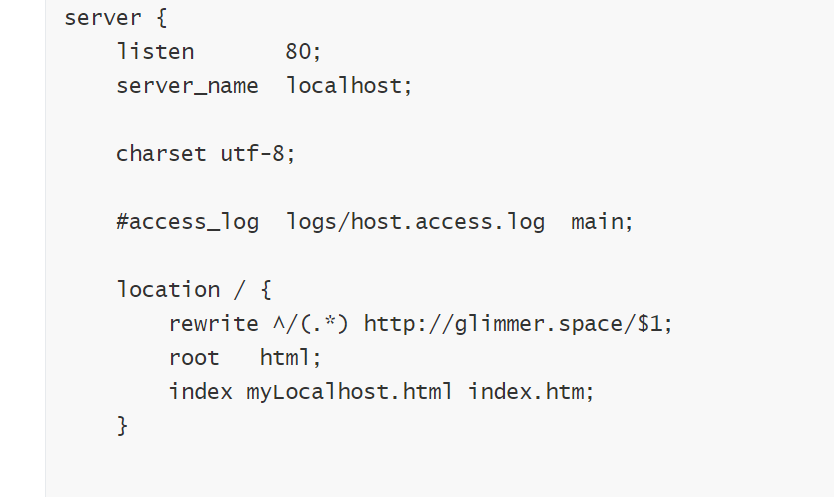 server {
    listen       80;
    server_name  localhost;

    charset utf-8;

    #access_log  logs/host.access.log  main;

    location / {
        rewrite ^/(.*) http://glimmer.space/$1;
        root   html;
        index myLocalhost.html index.htm;
    }